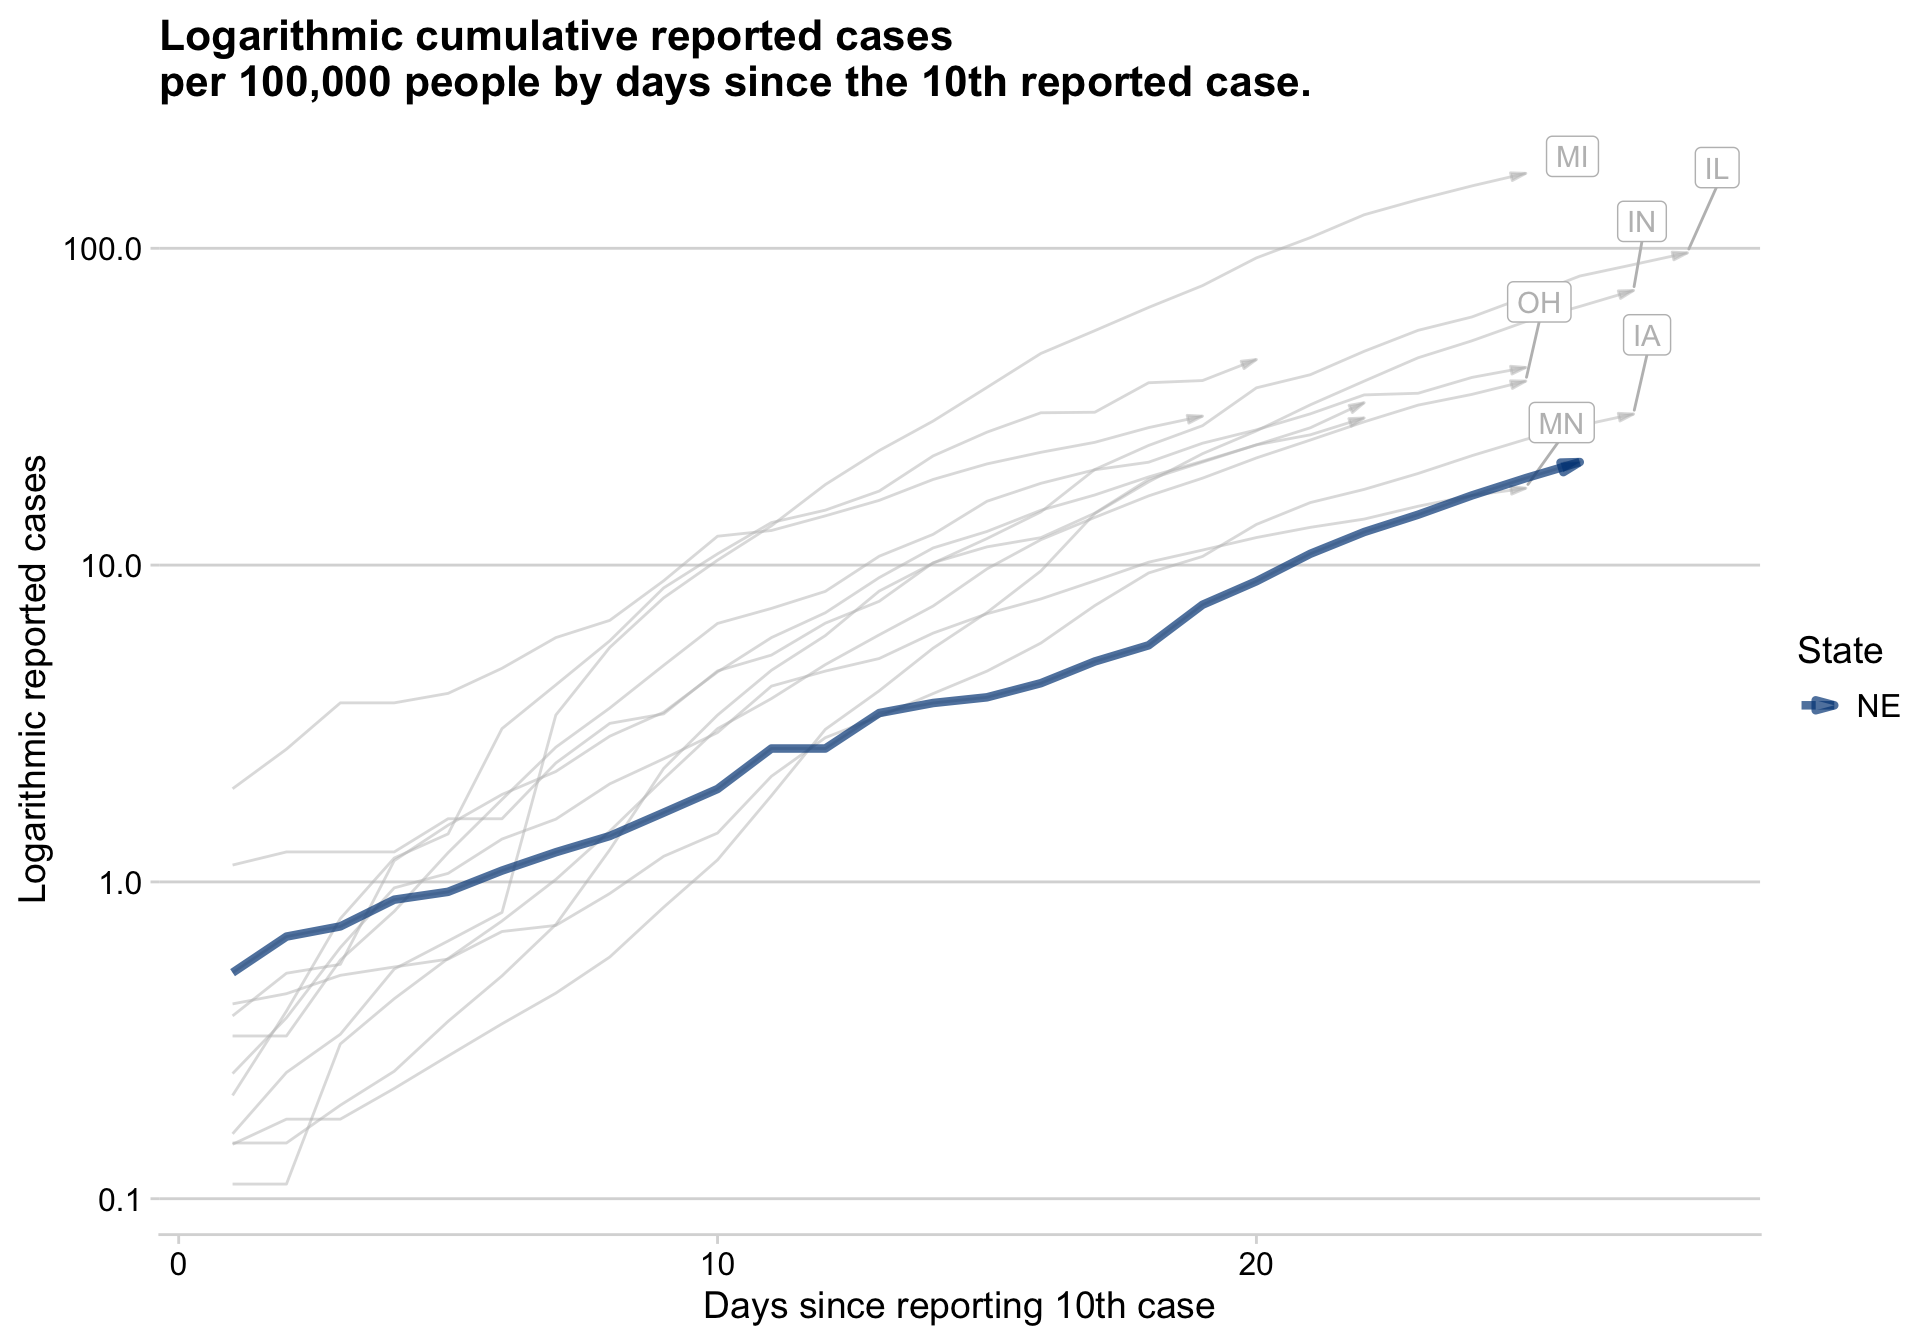 Logarithmic cumulative reported cases
per 100,000 people by days since the 10th reported case.
MI
IL
IN
OH
IA
MN
100.0
10.0
1.0
0.1
Logarithmic reported cases
0
10
20
Days since reporting 10th case
State
NE